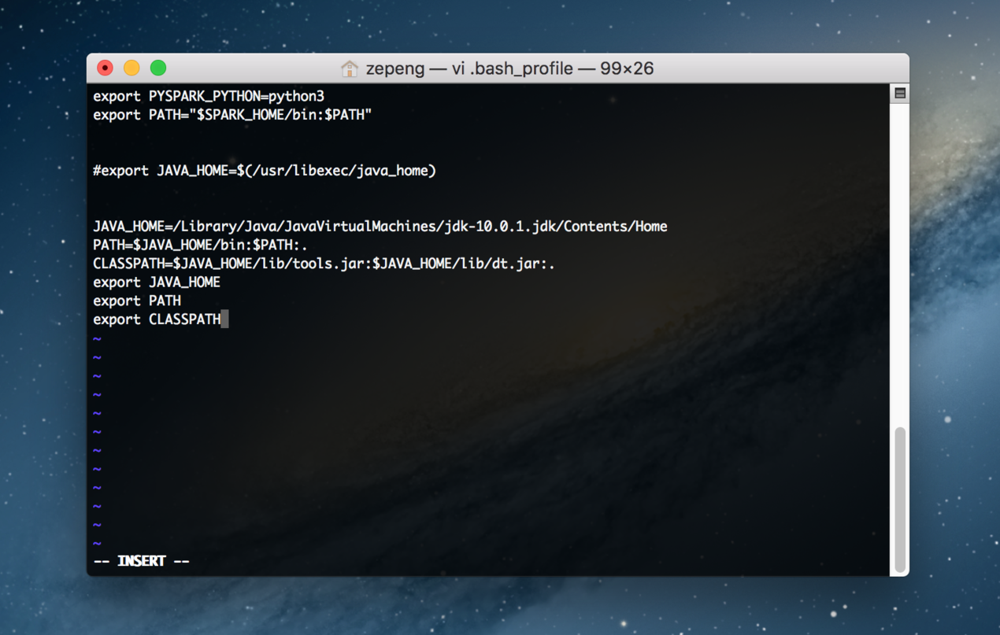 zepeng — vi .bash_profile — 99×26
export PYSPARK_PYTHON=python3
export PATH="$SPARK_HOME/bin:$PATH"
#export JAVA_HOME=$(/usr/libexec/java_home)
JAVA_HOME=/Library/Java/JavaVirtualMachines/jdk-10.0.1.jdk/Contents/Home
PATH=$JAVA_HOME/bin:$PATH:.
CLASSPATH=$JAVA_HOME/lib/tools.jar:$JAVA_HOME/lib/dt.jar:.
export JAVA_HOME
export PATH
export CLASSPATH
~
~
~
~
~
~
~
~
~
~
~
~
-- INSERT --